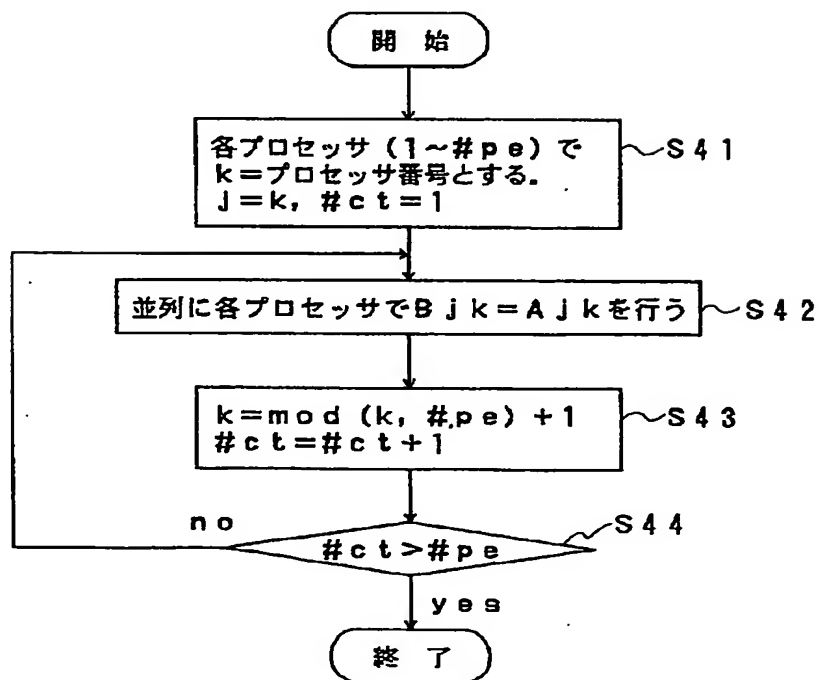 開 始
各プロセッサ（1～#pe）で
k＝プロセッサ番号とする。
j＝k，#ct＝1
S41
並列に各プロセッサでBjk＝Ajkを行う
S42
k＝mod（k，#pe）＋1
#ct＝#ct＋1
S43
no
#ct＞#pe
S44
yes
終 了